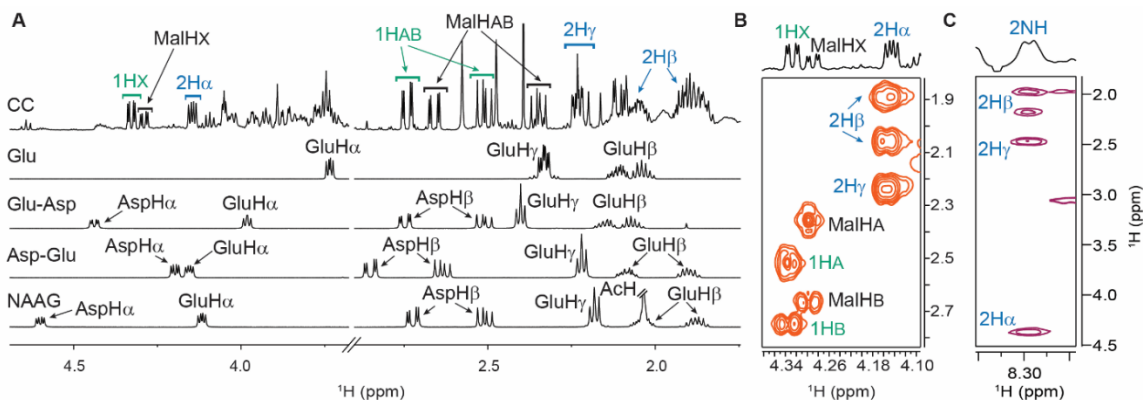 A
CC
1HX
MalHX
2Hα
1HAB
MalHAB
2Hγ
2Hβ
Glu
GluHα
GluHγ
GluHβ
Glu-Asp
AspHα
GluHα
AspHβ
GluHγ
GluHβ
Asp-Glu
AspHα
GluHα
AspHβ
GluHγ
GluHβ
NAAG
AspHα
GluHα
AspHβ
GluHγ
AcH
GluHβ
4.5 4.0 2.5 2.0
¹H (ppm)
B
1HX
MalHX
2Hα
2Hβ
2Hγ
MalHA
1HA
MalHB
1HB
1.9
2.1
2.3
2.5
2.7
¹H (ppm)
4.34 4.26 4.18 4.10
¹H (ppm)
C
2NH
2Hβ
2Hγ
2Hα
2.0
2.5
3.0
3.5
4.0
4.5
¹H (ppm)
8.30
¹H (ppm)